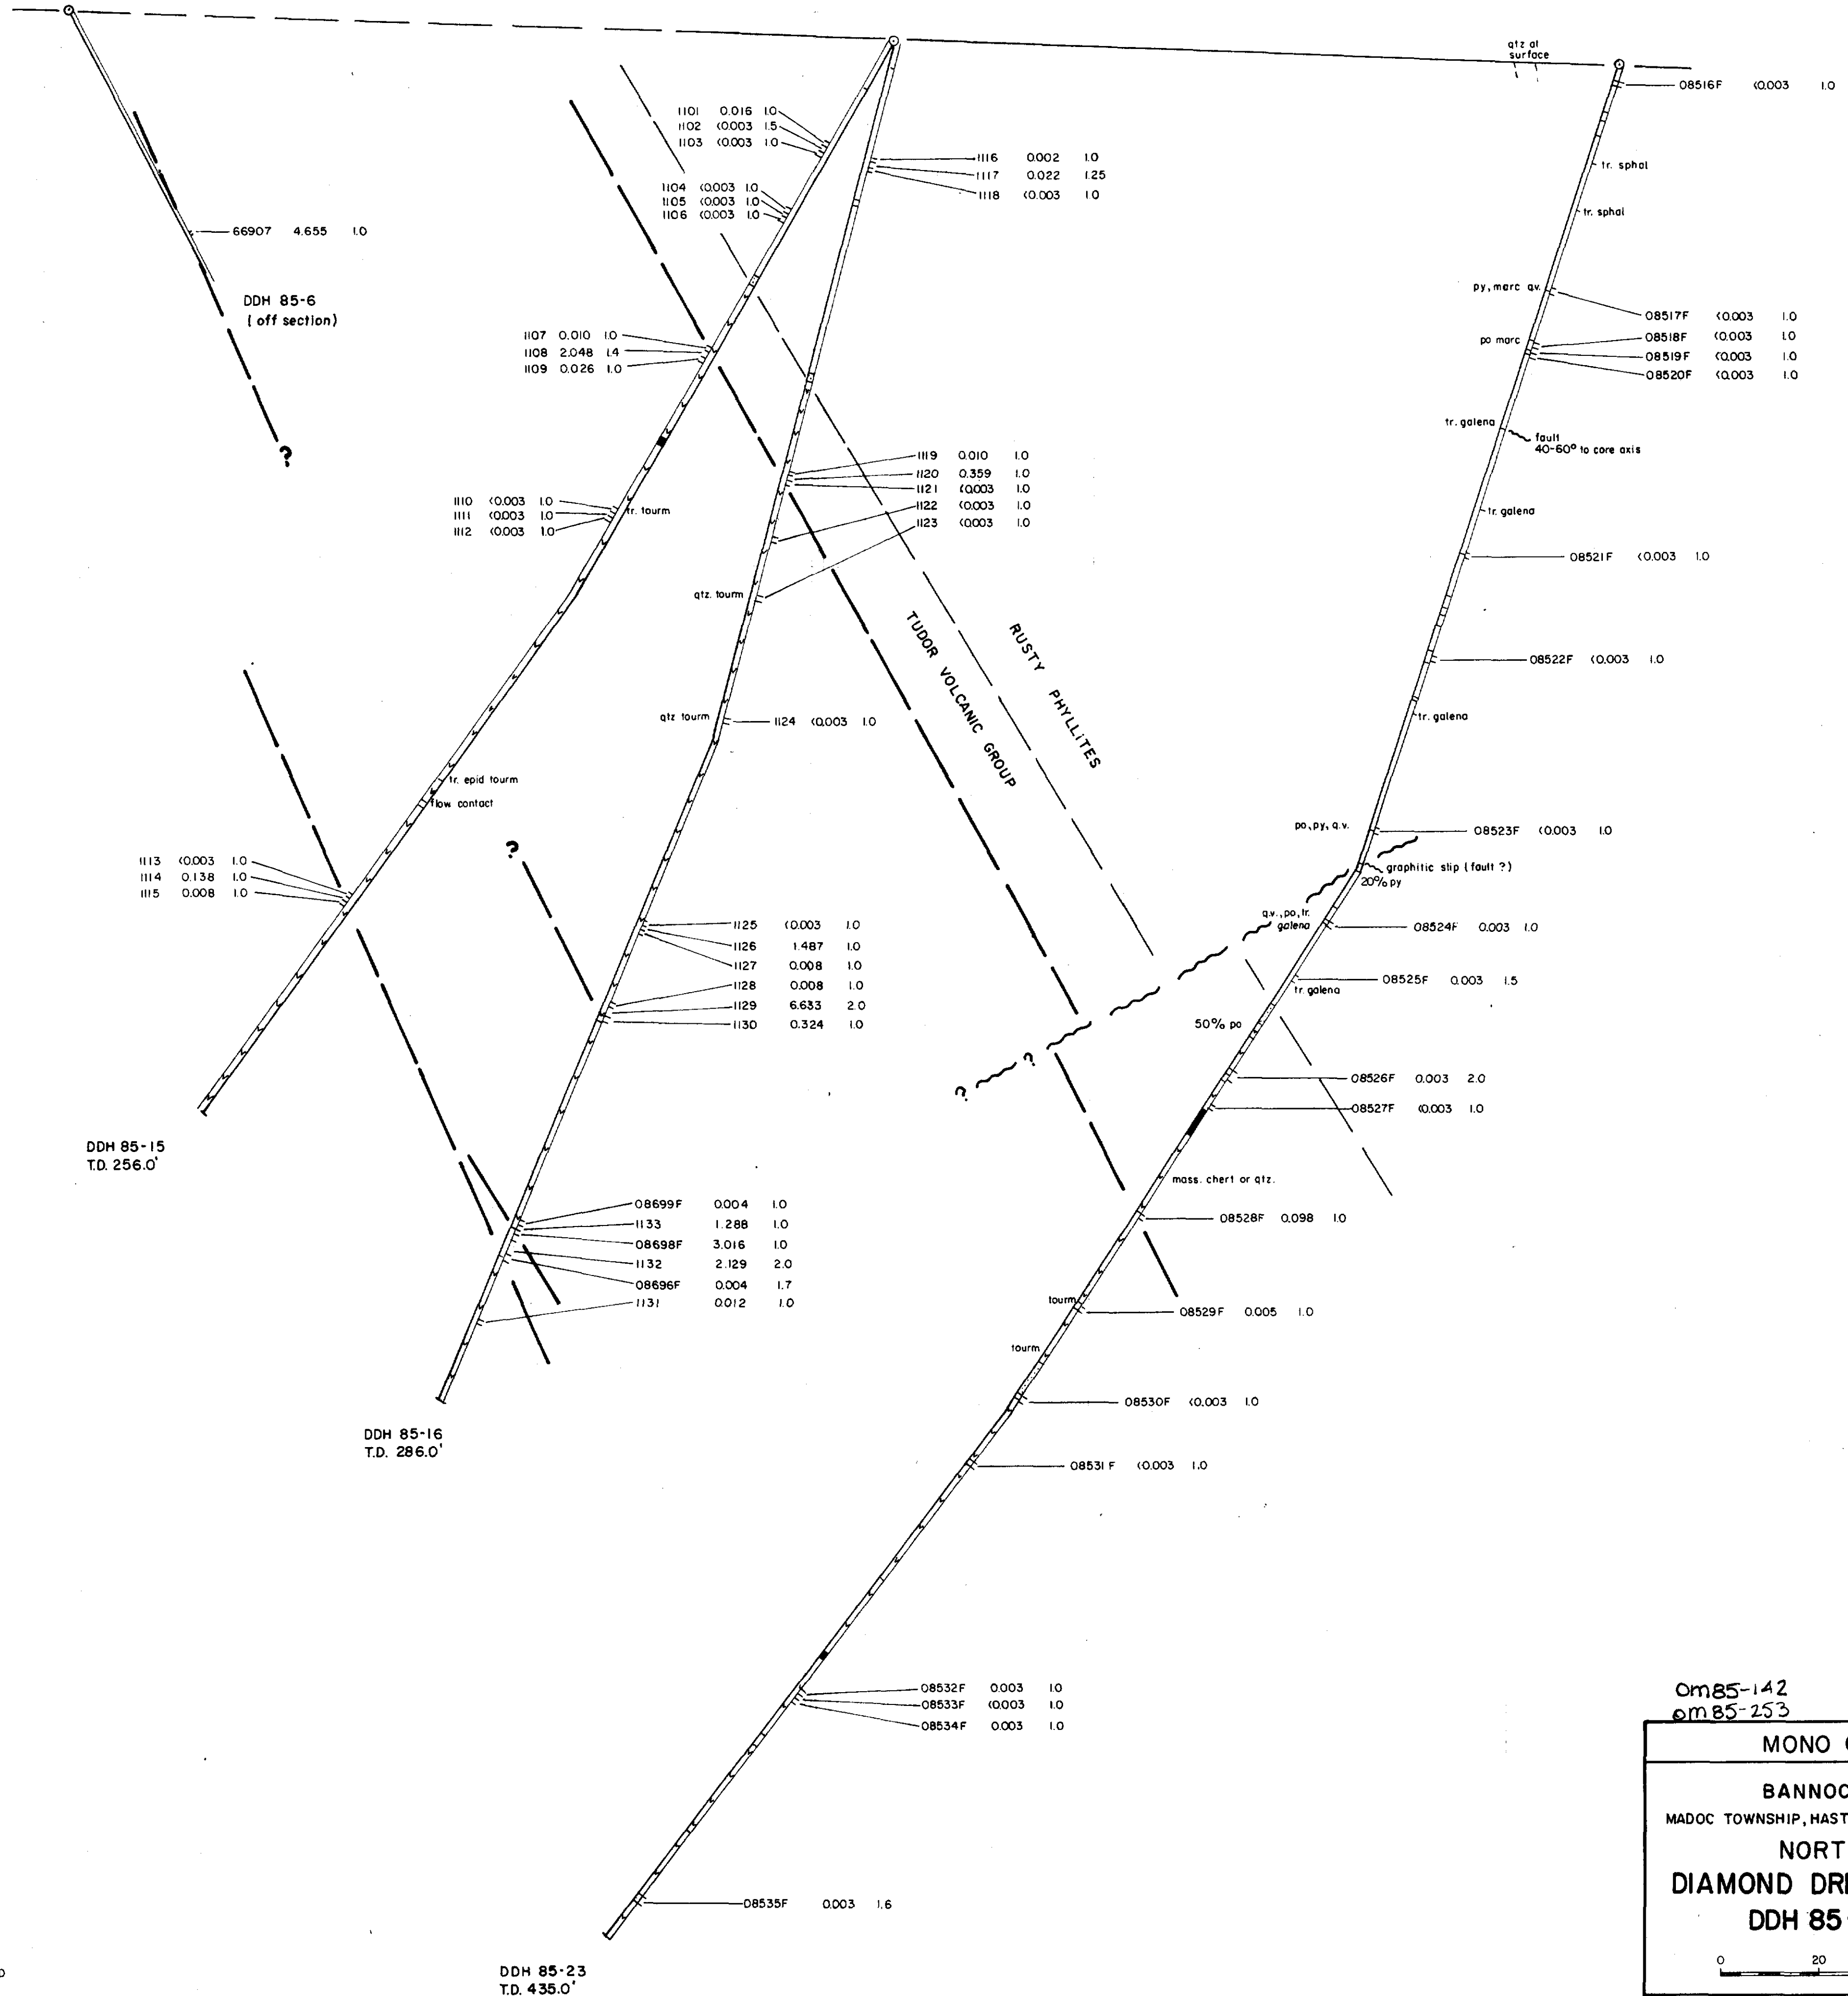 qtz at
surface
08516F <0.003 1.0
tr. sphal
tr. sphal
py, marc qv.
08517F <0.003 1.0
po marc
08518F <0.003 1.0
08519F <0.003 1.0
08520F <0.003 1.0
tr. galena
fault
40-60° to core axis
tr. galena
08521F <0.003 1.0
08522F <0.003 1.0
tr. galena
po, py, q.v.
08523F <0.003 1.0
graphitic slip (fault ?)
20% py
q.v., po, tr.
galena
08524F 0.003 1.0
08525F 0.003 1.5
tr. galena
50% po
08526F 0.003 2.0
08527F <0.003 1.0
mass. chert or qtz.
08528F 0.098 1.0
tourm
08529F 0.005 1.0
tourm
08530F <0.003 1.0
08531F <0.003 1.0
08532F 0.003 1.0
08533F <0.003 1.0
08534F 0.003 1.0
08535F 0.003 1.6
DDH 85-23
T.D. 435.0'
1101 0.016 1.0
1102 <0.003 1.5
1103 <0.003 1.0
1104 <0.003 1.0
1105 <0.003 1.0
1106 <0.003 1.0
1116 0.002 1.0
1117 0.022 1.25
1118 <0.003 1.0
66907 4.655 1.0
DDH 85-6
(off section)
?
1107 0.010 1.0
1108 2.048 1.4
1109 0.026 1.0
1110 <0.003 1.0
1111 <0.003 1.0
1112 <0.003 1.0
tr. tourm
1119 0.010 1.0
1120 0.359 1.0
1121 <0.003 1.0
1122 <0.003 1.0
1123 <0.003 1.0
qtz. tourm
TUDOR VOLCANIC GROUP
RUSTY PHYLLITES
qtz tourm
1124 <0.003 1.0
tr. epid tourm
flow contact
?
1113 <0.003 1.0
1114 0.138 1.0
1115 0.008 1.0
1125 <0.003 1.0
1126 1.487 1.0
1127 0.008 1.0
1128 0.008 1.0
1129 6.633 2.0
1130 0.324 1.0
?
?
DDH 85-15
T.D. 256.0'
08699F 0.004 1.0
1133 1.288 1.0
08698F 3.016 1.0
1132 2.129 2.0
08696F 0.004 1.7
1131 0.012 1.0
DDH 85-16
T.D. 286.0'
om85-142
om85-253
MONO
BANNOC
MADOC TOWNSHIP, HAST
NORT
DIAMOND DR
DDH 85
0 20